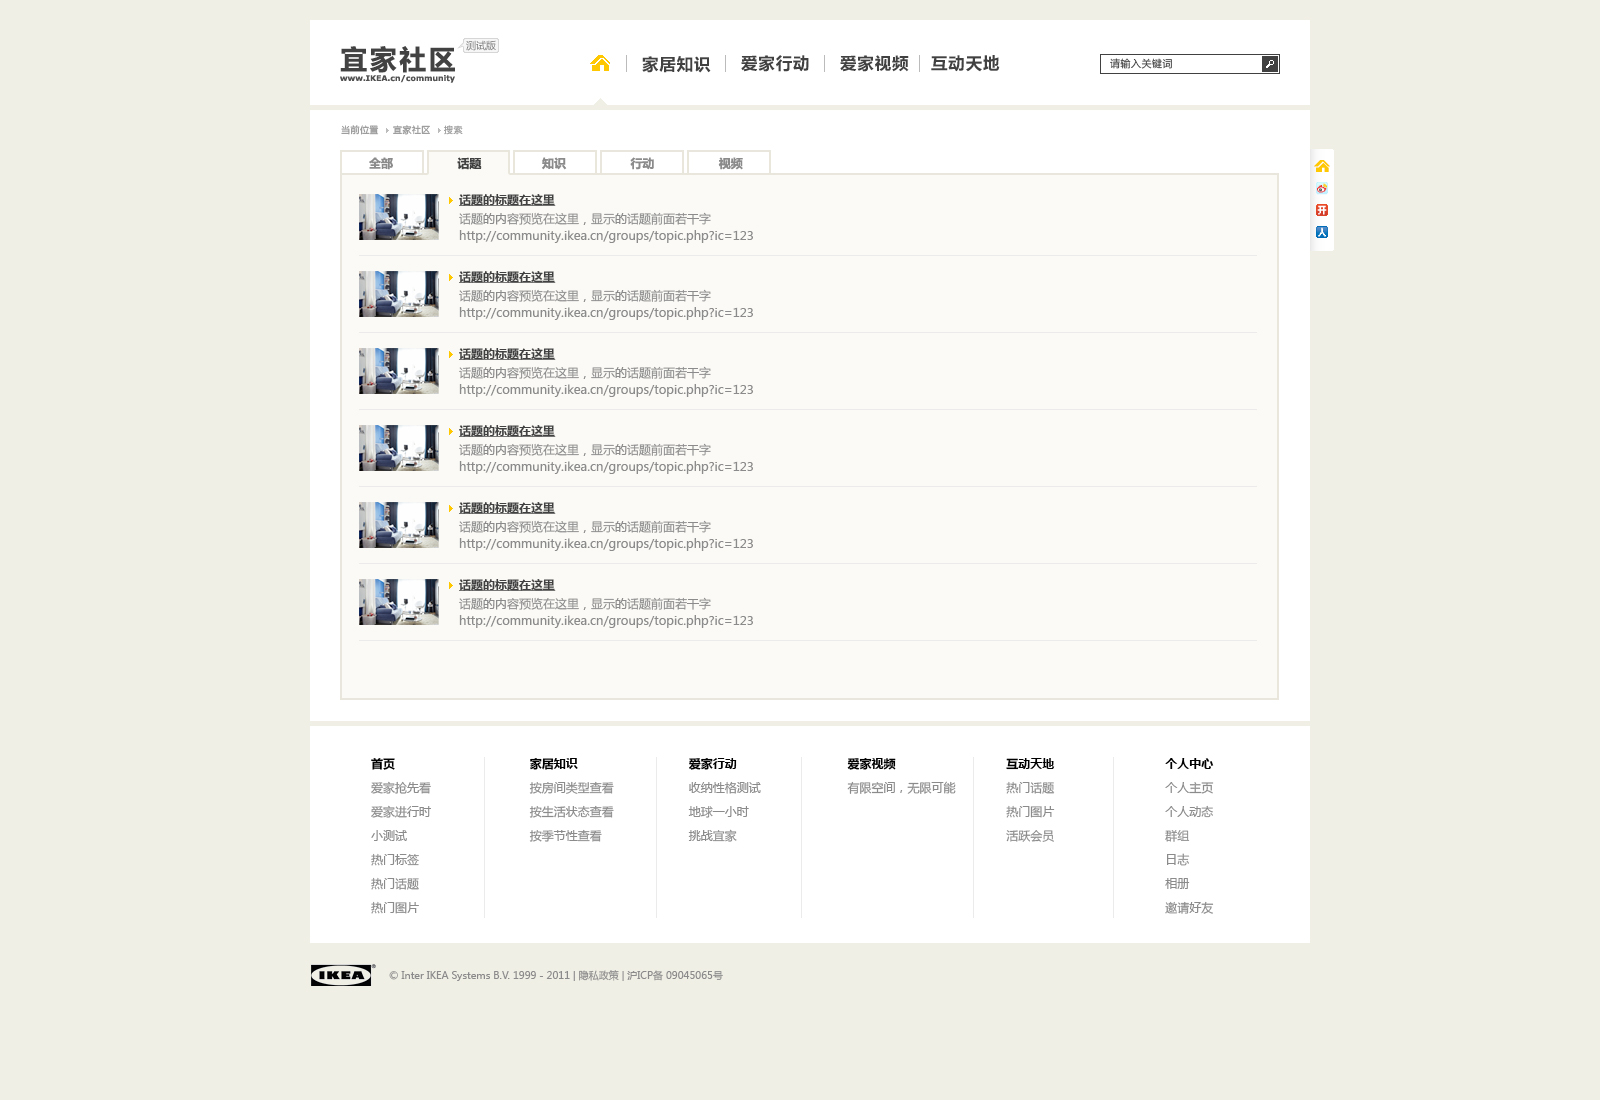 宜家社区 测试版
www.IKEA.cn/community
家居知识 爱家行动 爱家视频 互动天地
请输入关键词
当前位置 宜家社区 搜索
全部 话题 知识 行动 视频
话题的标题在这里
话题的内容预览在这里，显示的话题前面若干字
http://community.ikea.cn/groups/topic.php?ic=123
话题的标题在这里
话题的内容预览在这里，显示的话题前面若干字
http://community.ikea.cn/groups/topic.php?ic=123
话题的标题在这里
话题的内容预览在这里，显示的话题前面若干字
http://community.ikea.cn/groups/topic.php?ic=123
话题的标题在这里
话题的内容预览在这里，显示的话题前面若干字
http://community.ikea.cn/groups/topic.php?ic=123
话题的标题在这里
话题的内容预览在这里，显示的话题前面若干字
http://community.ikea.cn/groups/topic.php?ic=123
话题的标题在这里
话题的内容预览在这里，显示的话题前面若干字
http://community.ikea.cn/groups/topic.php?ic=123
开
人
首页
爱家抢先看
爱家进行时
小测试
热门标签
热门话题
热门图片
家居知识
按房间类型查看
按生活状态查看
按季节性查看
爱家行动
收纳性格测试
地球一小时
挑战宜家
爱家视频
有限空间，无限可能
互动天地
热门话题
热门图片
活跃会员
个人中心
个人主页
个人动态
群组
日志
相册
邀请好友
IKEA® © Inter IKEA Systems B.V. 1999 - 2011 | 隐私政策 | 沪ICP备 09045065号